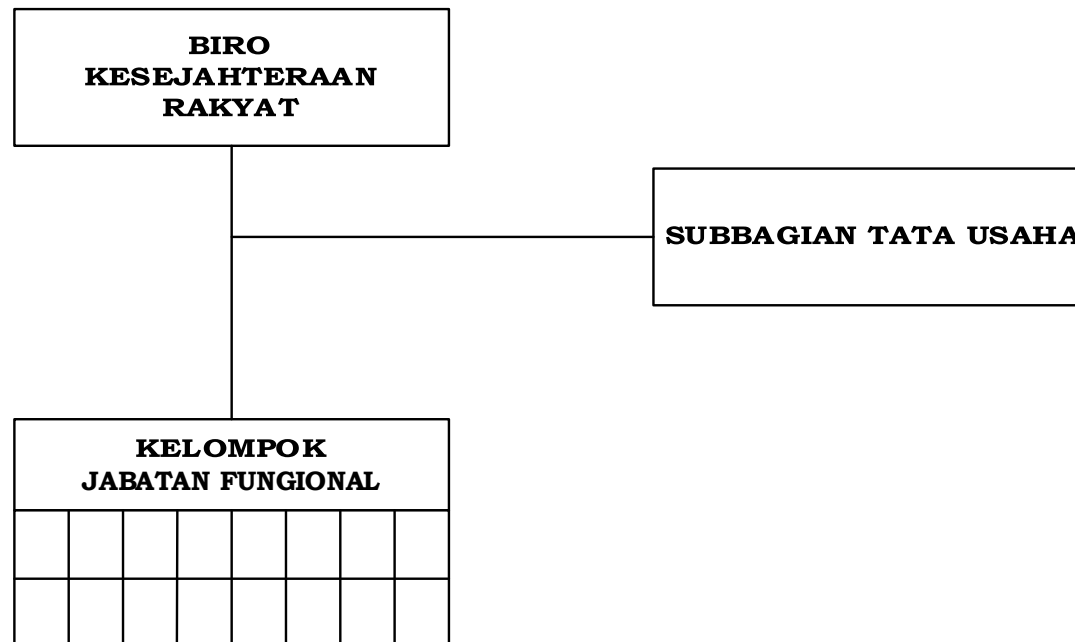 BIRO
KESEJAHTERAAN
RAKYAT
SUBBAGIAN TATA USAHA
KELOMPOK
JABATAN FUNGIONAL